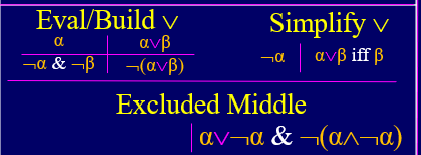 Eval/Build ∨ Simplify ∨
α α∨β
¬α & ¬β ¬(α∨β) ¬α α∨β iff β
Excluded Middle
α∨¬α & ¬(α∧¬α)